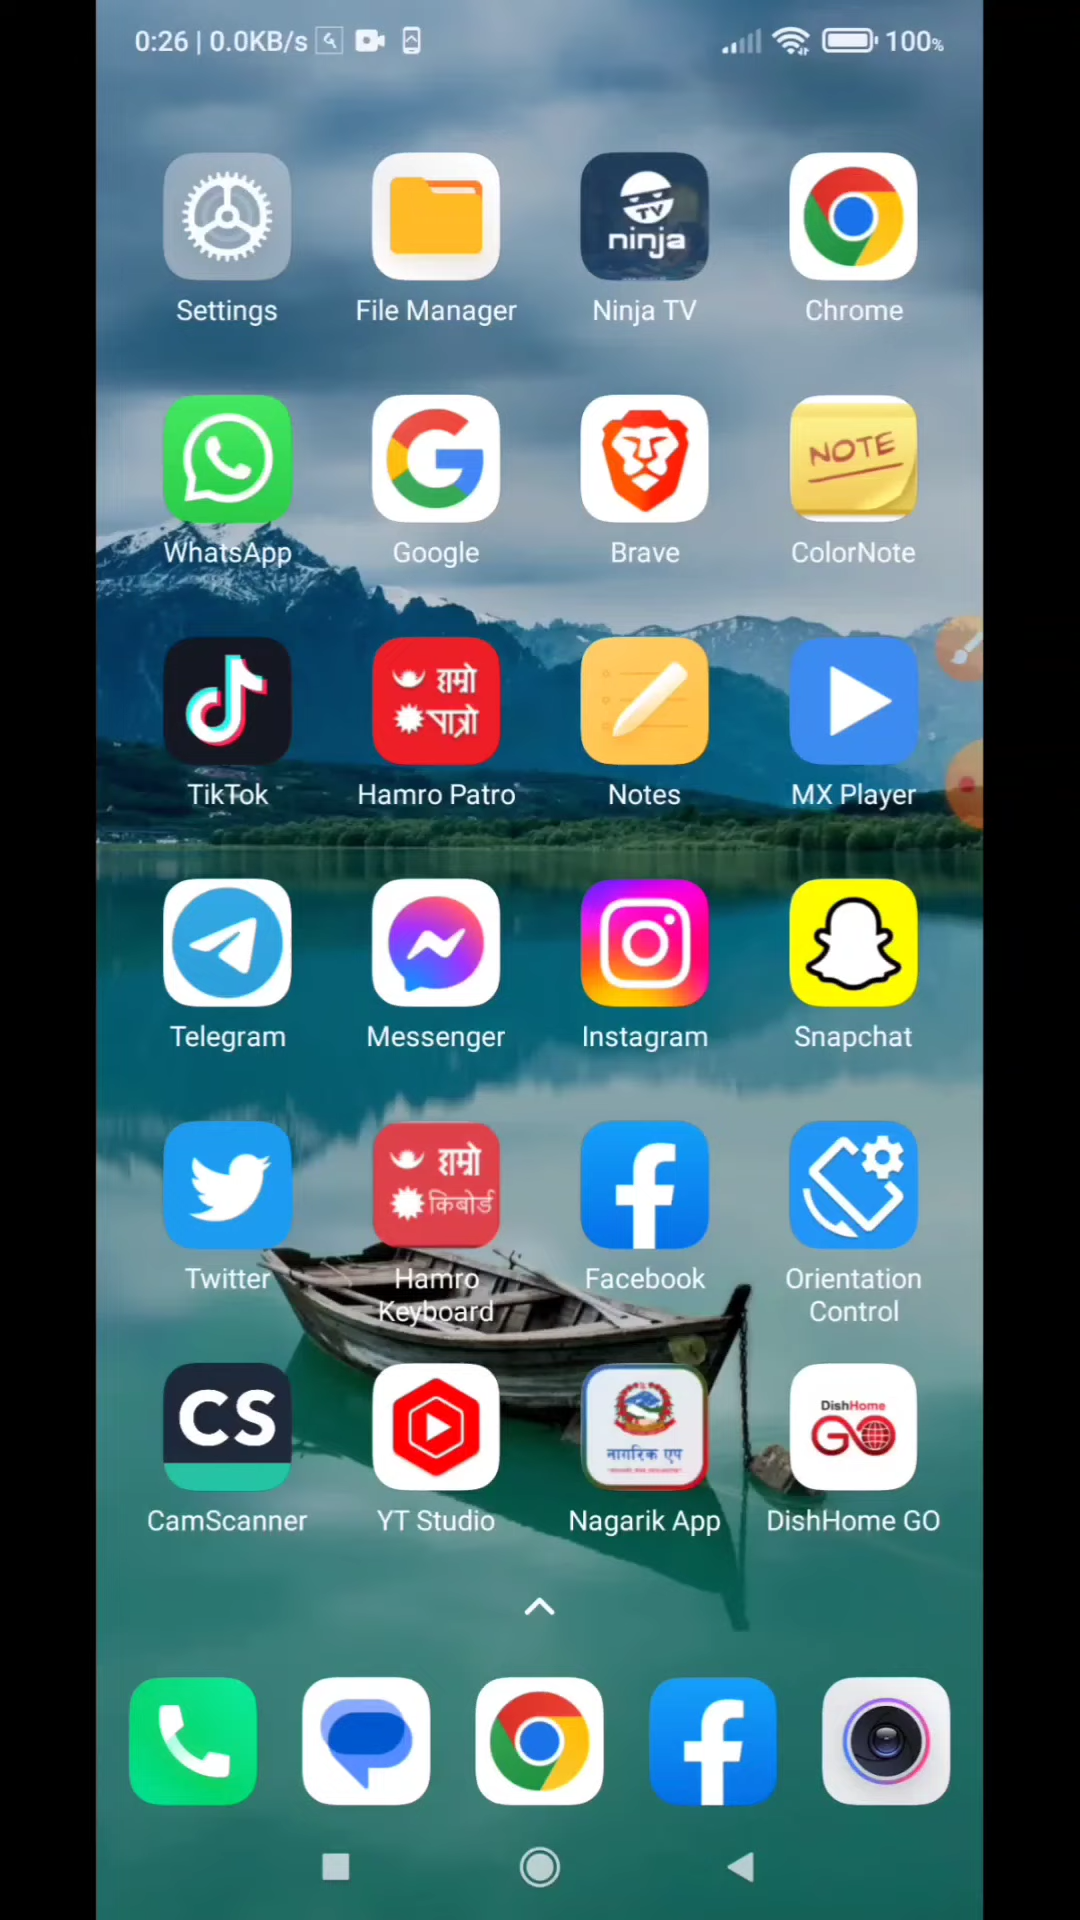 0:26 | 0.0KB/s 100%
TV
ninja
Settings File Manager Ninja TV Chrome
NOTE
WhatsApp Google Brave ColorNote
हाम्रो
पात्रो
TikTok Hamro Patro Notes MX Player
Telegram Messenger Instagram Snapchat
हाम्रो
किबोर्ड
Twitter Hamro Keyboard Facebook Orientation Control
CS
नागरिक एप
DishHome
GO
CamScanner YT Studio Nagarik App DishHome GO